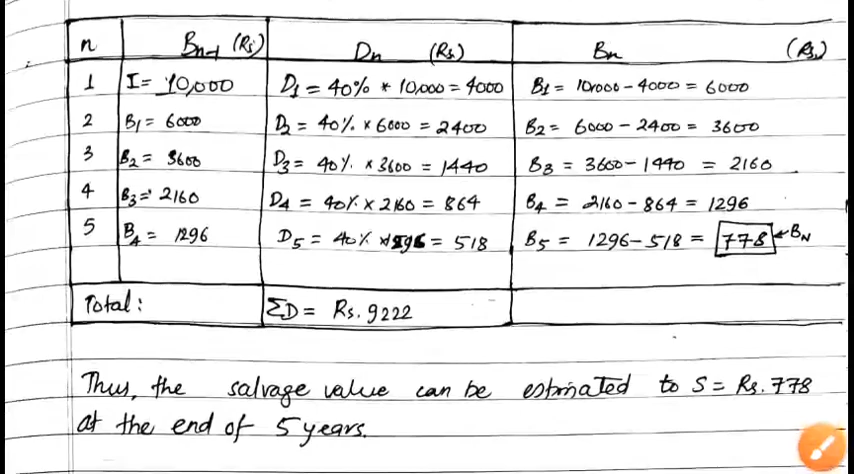 n Bn-1 (Rs) Dn (Rs) Bn (Rs)
1 I = 10,000 D1 = 40% * 10,000 = 4000 B1 = 10,000 - 4000 = 6000
2 B1 = 6000 D2 = 40% × 6000 = 2400 B2 = 6000 - 2400 = 3600
3 B2 = 3600 D3 = 40% × 3600 = 1440 B3 = 3600 - 1440 = 2160
4 B3 = 2160 D4 = 40% × 2160 = 864 B4 = 2160 - 864 = 1296
5 B4 = 1296 D5 = 40% × 1296 = 518 B5 = 1296 - 518 = 778 ← BN
Total: ΣD = Rs. 9222
Thus, the salvage value can be estimated to S = Rs. 778
at the end of 5 years.